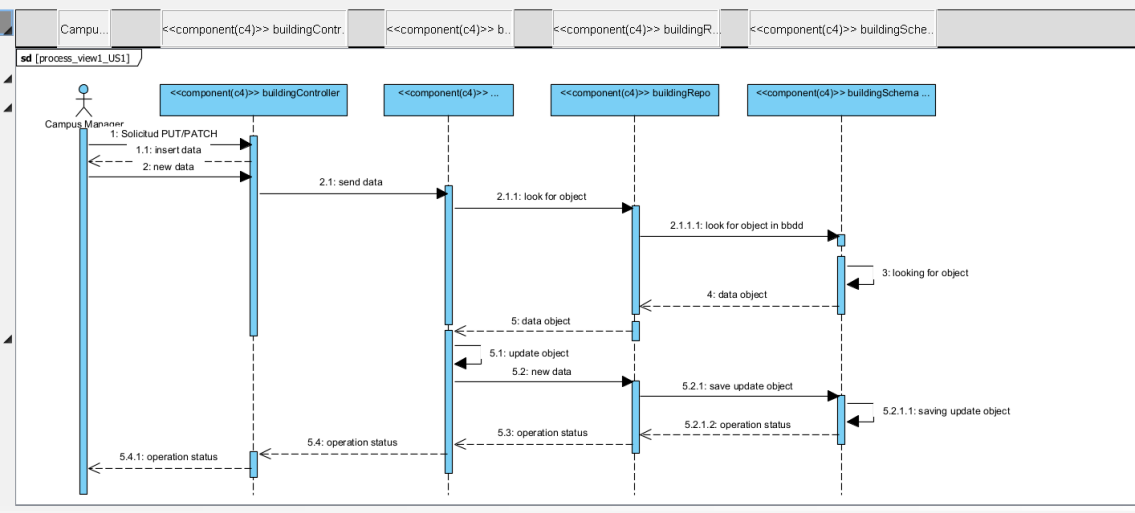 Campu...
<<component(c4)>> buildingContr.
<<component(c4)>> b..
<<component(c4)>> buildingR...
<<component(c4)>> buildingSche..
sd [process_view1_US1]
<<component(c4)>> buildingController
<<component(c4)>> ...
<<component(c4)>> buildingRepo
<<component(c4)>> buildingSchema ...
Campus Manager
1: Solicitud PUT/PATCH
1.1: insert data
2: new data
2.1: send data
2.1.1: look for object
2.1.1.1: look for object in bbdd
3: looking for object
4: data object
5: data object
5.1: update object
5.2: new data
5.2.1: save update object
5.2.1.1: saving update object
5.2.1.2: operation status
5.3: operation status
5.4: operation status
5.4.1: operation status